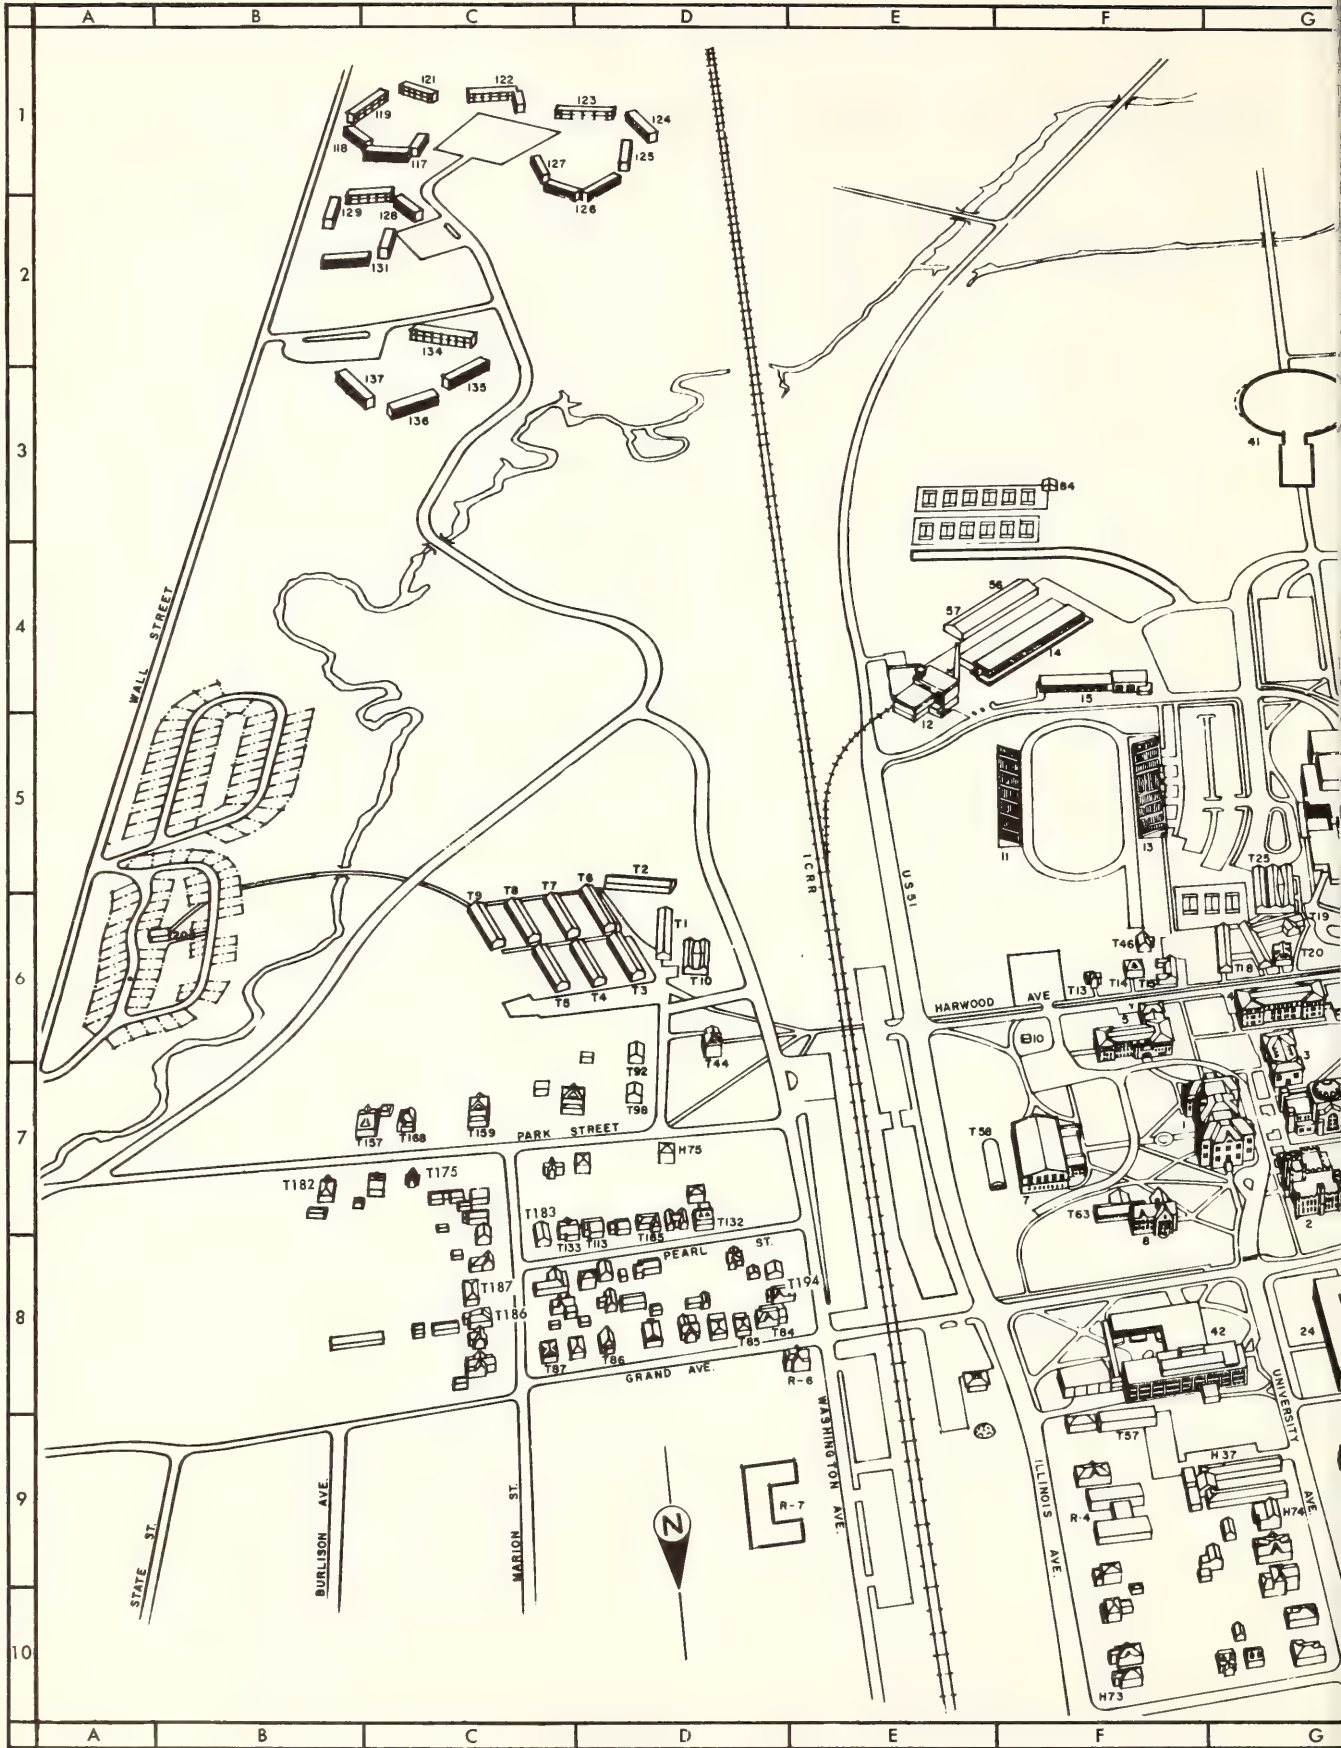 A B C D E F G
1
121 122
119 123 124
118 117 127 125
126
129 128
2
131
134
137 135
136
3
41
84
WALL STREET
4
56
57
14
15
12
5
11 13
ICRR
US 51
T25
T2
T9 T8 T7 T6
T1
T19
T46
T20
6
T5 T4 T3 T10
T13 T14 T18
HARWOOD AVE
4
5
10
3
T44
T92
T98
7
T157 T168 T159
PARK STREET
T58
1
H75
T182 T175
7
T63
8
2
T183
T133 T113 T165 T132
PEARL ST.
T187
T194
8
T186
42
24
T87 T86 T85 T84
GRAND AVE.
R-6
UNIVERSITY AVE.
T57
WASHINGTON AVE.
H37
ILLINOIS AVE.
9
R-7
R-4
H74
STATE ST.
BURLISON AVE.
MARION ST.
N
10
H73
A B C D E F G